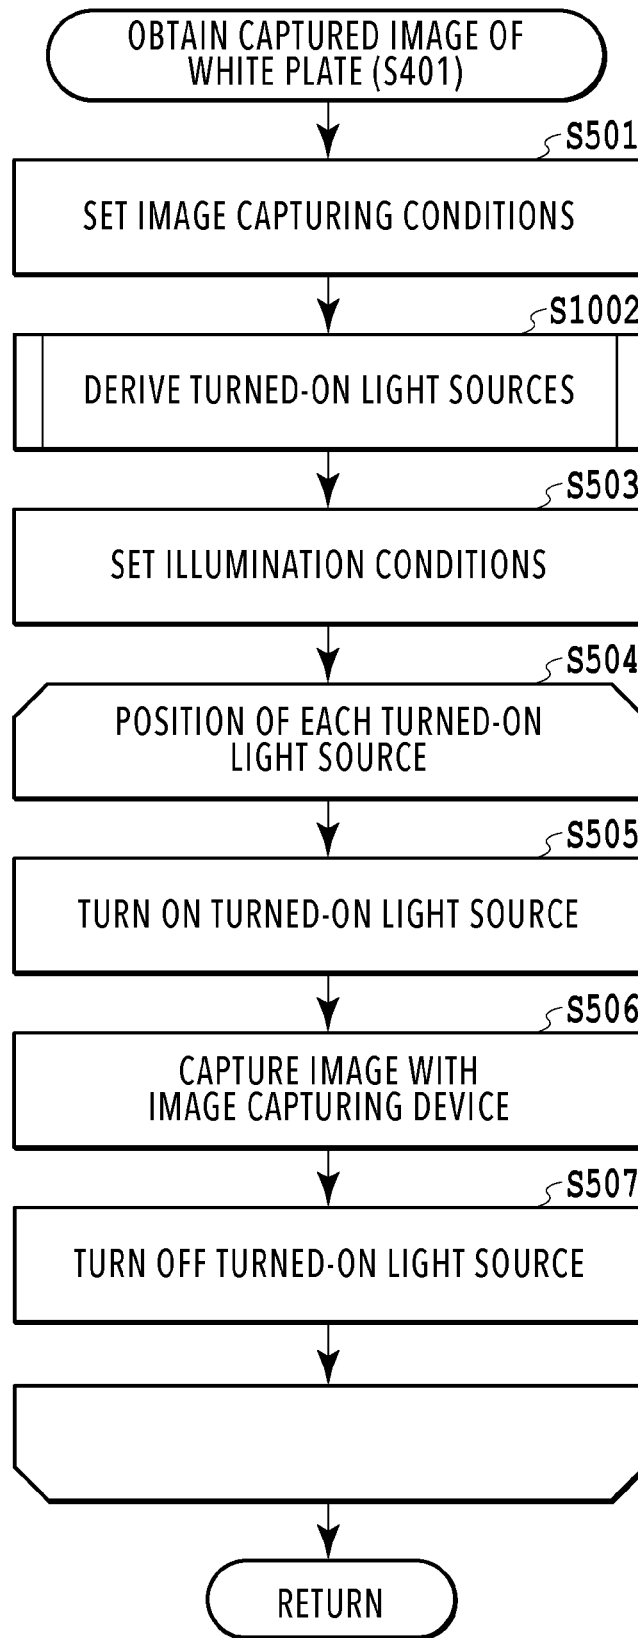 OBTAIN CAPTURED IMAGE OF
WHITE PLATE (S401)
S501
SET IMAGE CAPTURING CONDITIONS
S1002
DERIVE TURNED-ON LIGHT SOURCES
S503
SET ILLUMINATION CONDITIONS
S504
POSITION OF EACH TURNED-ON
LIGHT SOURCE
S505
TURN ON TURNED-ON LIGHT SOURCE
S506
CAPTURE IMAGE WITH
IMAGE CAPTURING DEVICE
S507
TURN OFF TURNED-ON LIGHT SOURCE
RETURN